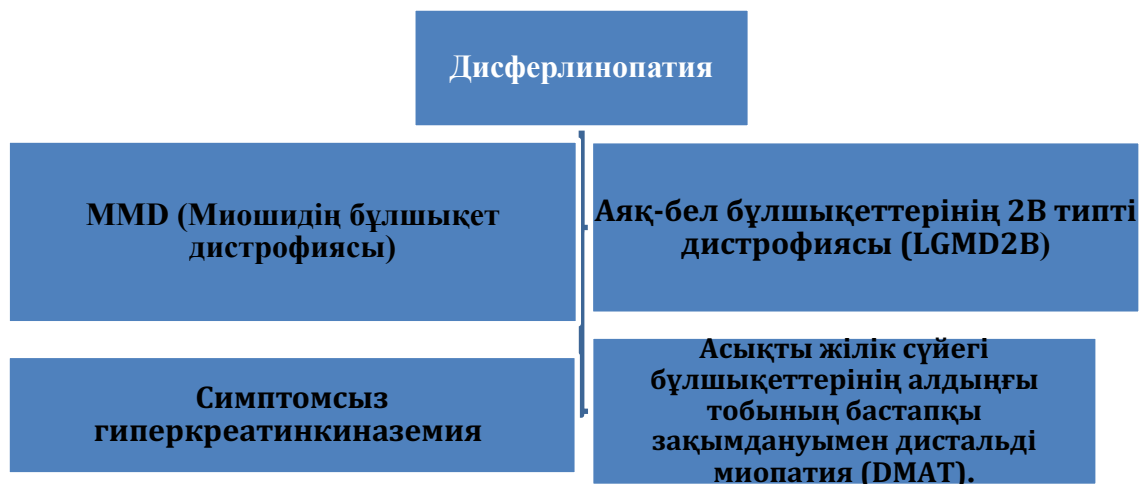 Дисферлинопатия
MMD (Миошидің бұлшықет
дистрофиясы)
Аяқ-бел бұлшықеттерінің 2B типті
дистрофиясы (LGMD2B)
Симптомсыз
гиперкреатинкиназемия
Асықты жілік сүйегі
бұлшықеттерінің алдыңғы
тобының бастапқы
зақымдануымен дистальді
миопатия (DMAT).